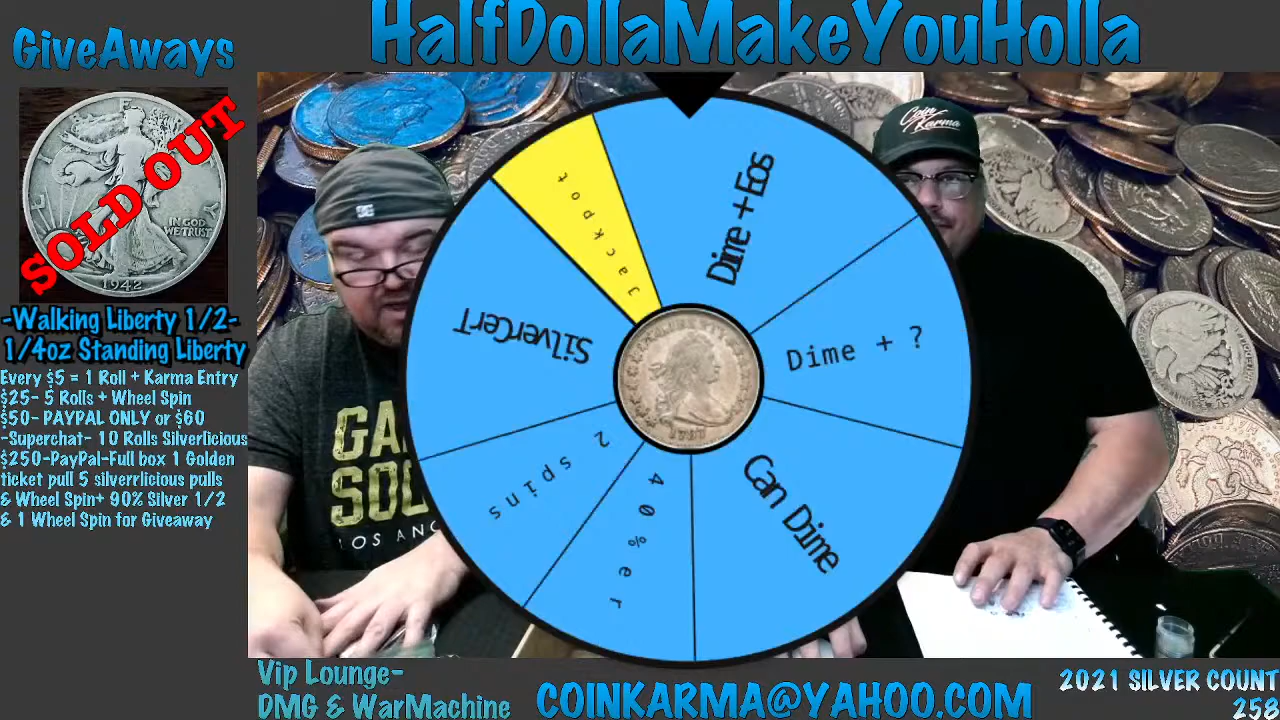 HalfDollaMakeYouHolla
GiveAways
SOLD OUT
IN GOD
WE TRUST
1942
-Walking Liberty 1/2-
1/4oz Standing Liberty
Every $5 = 1 Roll + Karma Entry
$25- 5 Rolls + Wheel Spin
$50- PAYPAL ONLY or $60
-Superchat- 10 Rolls Silverlicious
$250-PayPal-Full box 1 Golden
ticket pull 5 silverrlicious pulls
& Wheel Spin+ 90% Silver 1/2
& 1 Wheel Spin for Giveaway
Jackpot
Dime + Eos
Dime + ?
Can Dime
40%er
2 spins
SilverCerT
Coin
Karma
LOS ANG
Vip Lounge-
DMG & WarMachine
COINKARMA@YAHOO.COM
2021 SILVER COUNT
258